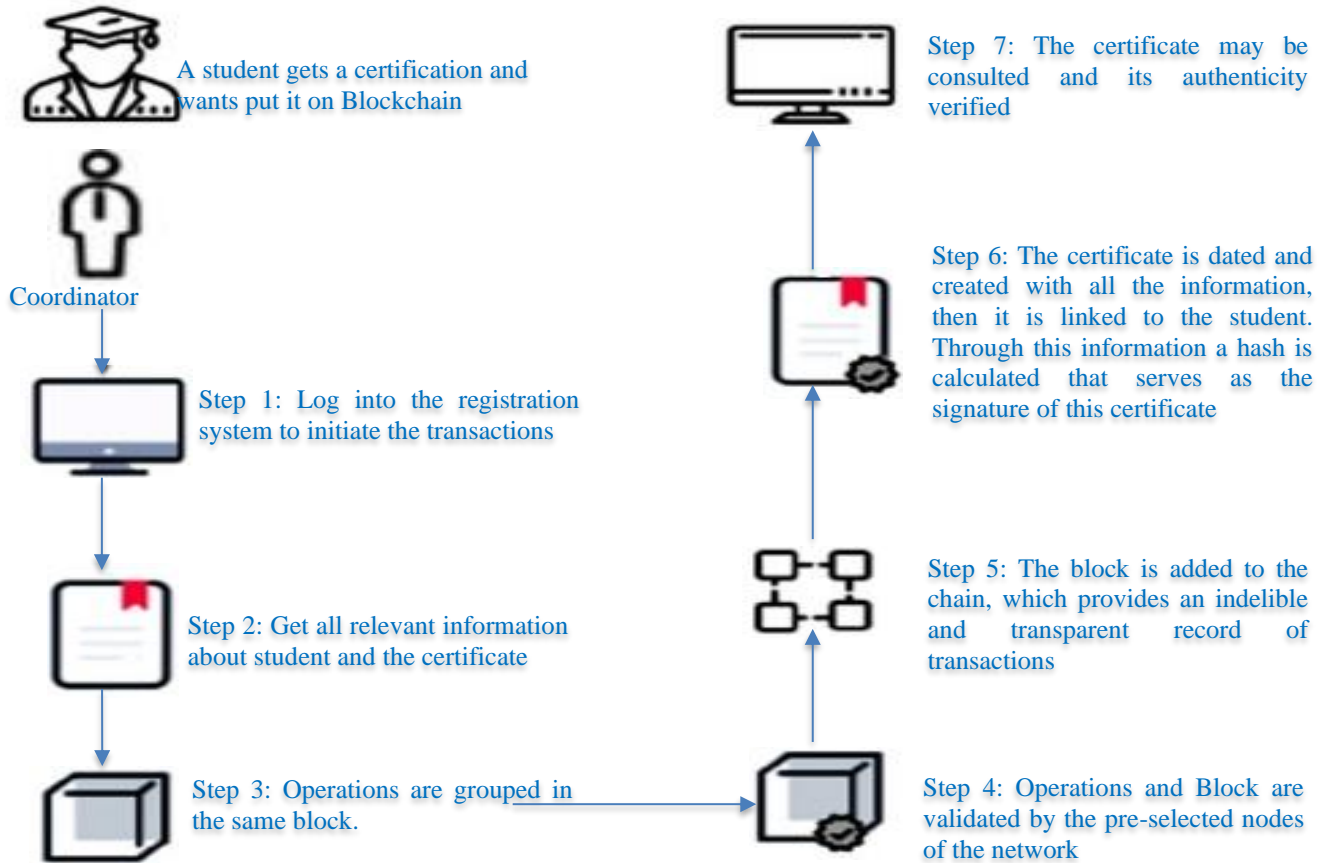 A student gets a certification and
wants put it on Blockchain
Coordinator
Step 1: Log into the registration
system to initiate the transactions
Step 2: Get all relevant information
about student and the certificate
Step 3: Operations are grouped in
the same block.
Step 4: Operations and Block are
validated by the pre-selected nodes
of the network
Step 5: The block is added to the
chain, which provides an indelible
and transparent record of
transactions
Step 6: The certificate is dated and
created with all the information,
then it is linked to the student.
Through this information a hash is
calculated that serves as the
signature of this certificate
Step 7: The certificate may be
consulted and its authenticity
verified